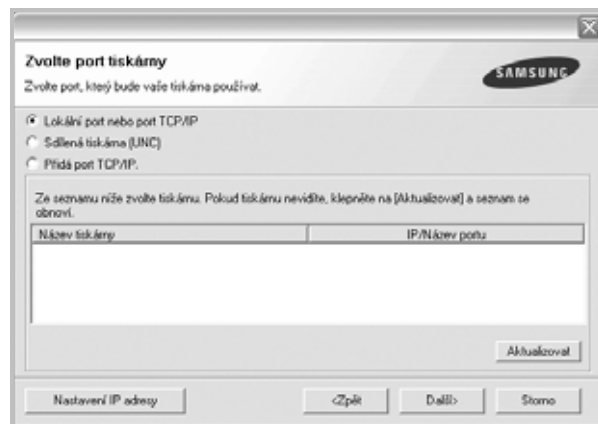 Zvolte port tiskárny
Zvolte port, který bude vaše tiskárna používat.
SAMSUNG
Lokální port nebo port TCP/IP
Sdílená tiskárna (UNC)
Přidá port TCP/IP.
Ze seznamu níže zvolte tiskárnu. Pokud tiskárnu nevidíte, klepněte na [Aktualizovat] a seznam se
obnoví.
Název tiskárny IP/Název portu
Aktualizovat
Nastavení IP adresy <Zpět Další> Storno